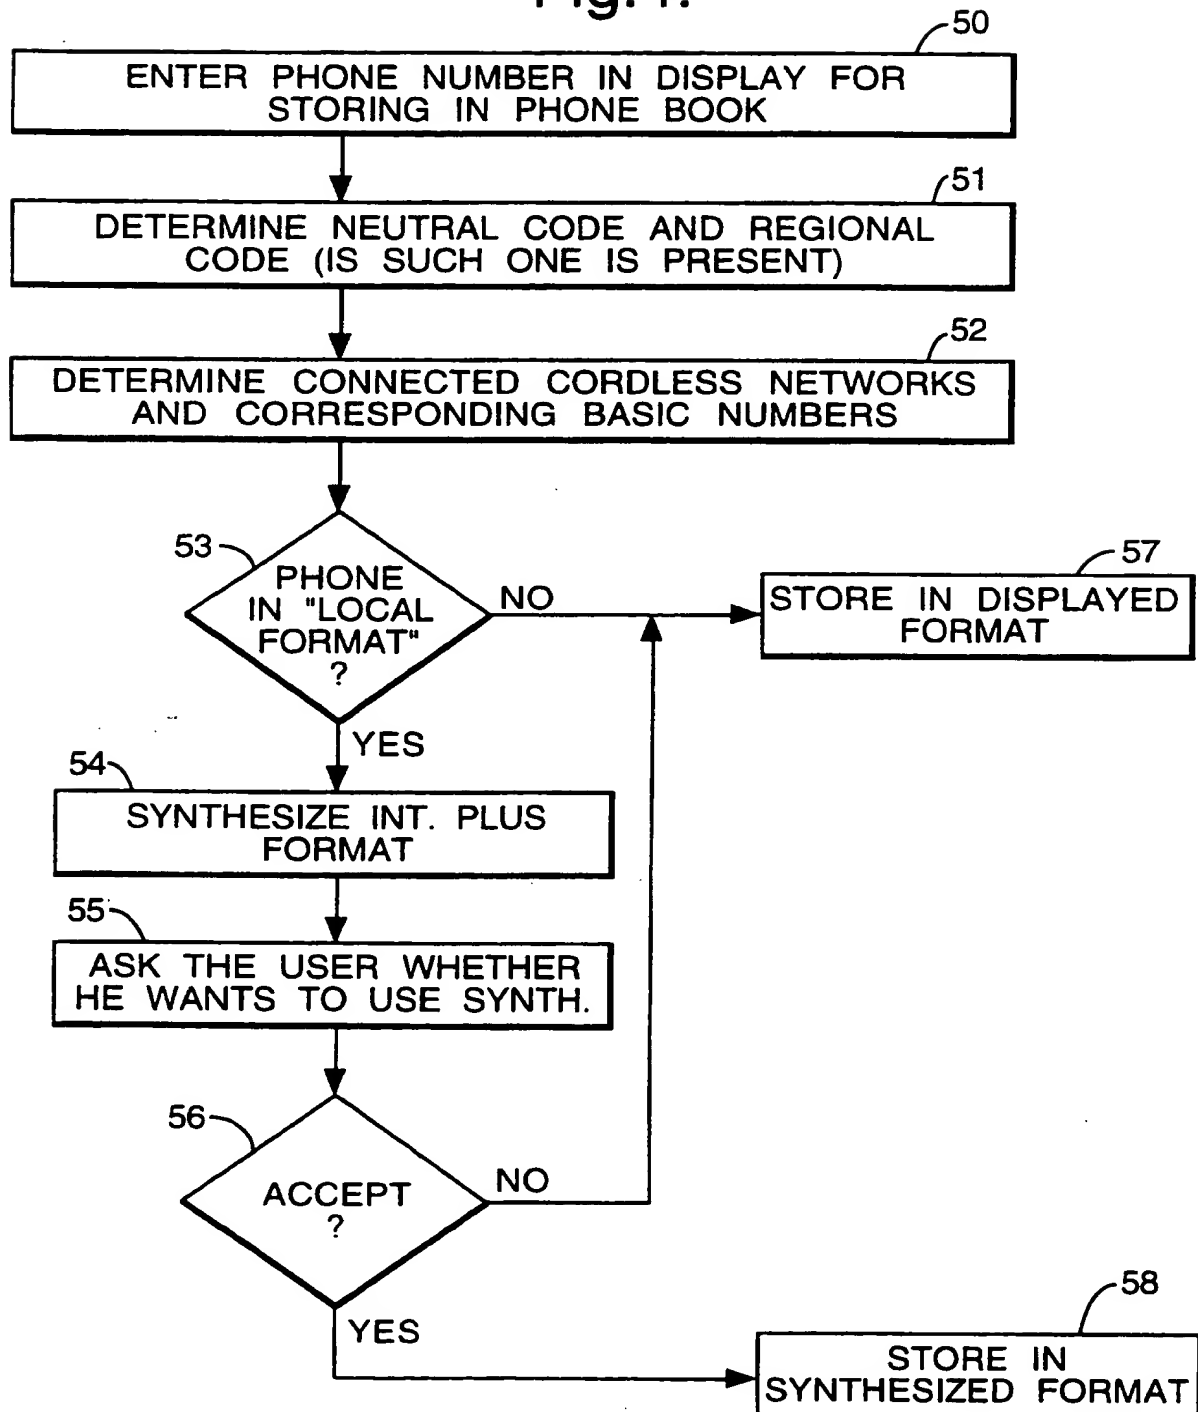 50
ENTER PHONE NUMBER IN DISPLAY FOR
STORING IN PHONE BOOK
51
DETERMINE NEUTRAL CODE AND REGIONAL
CODE (IS SUCH ONE IS PRESENT)
52
DETERMINE CONNECTED CORDLESS NETWORKS
AND CORRESPONDING BASIC NUMBERS
53
PHONE
IN "LOCAL
FORMAT"
?
NO
57
STORE IN DISPLAYED
FORMAT
YES
54
SYNTHESIZE INT. PLUS
FORMAT
55
ASK THE USER WHETHER
HE WANTS TO USE SYNTH.
56
ACCEPT
?
NO
YES
58
STORE IN
SYNTHESIZED FORMAT